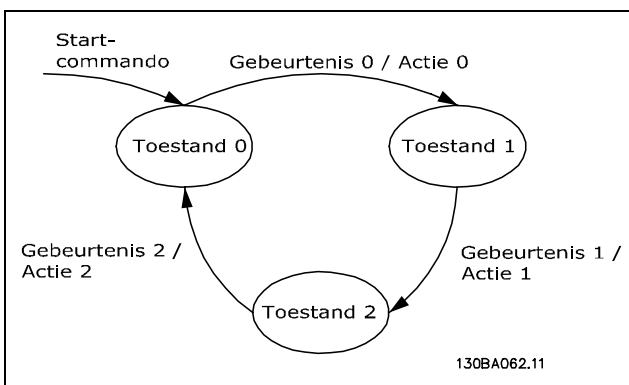 Start-
commando
Gebeurtenis 0 / Actie 0
Toestand 0
Toestand 1
Gebeurtenis 2 /
Actie 2
Gebeurtenis 1 /
Actie 1
Toestand 2
130BA062.11